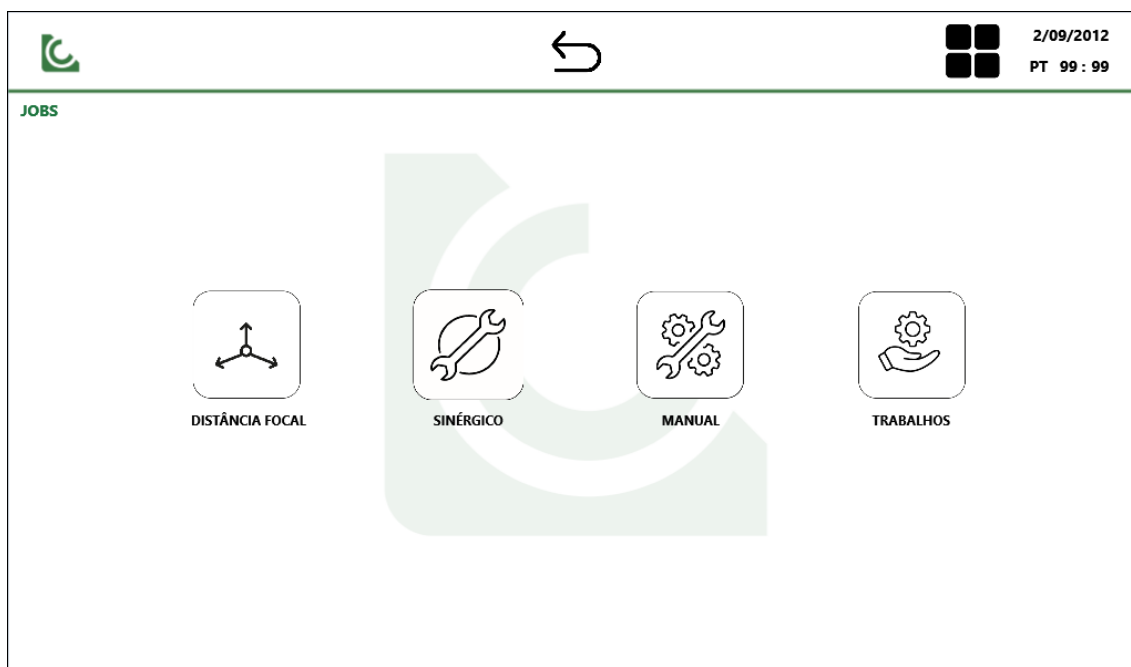 2/09/2012
PT 99 : 99
JOBS
DISTÂNCIA FOCAL
SINÉRGICO
MANUAL
TRABALHOS